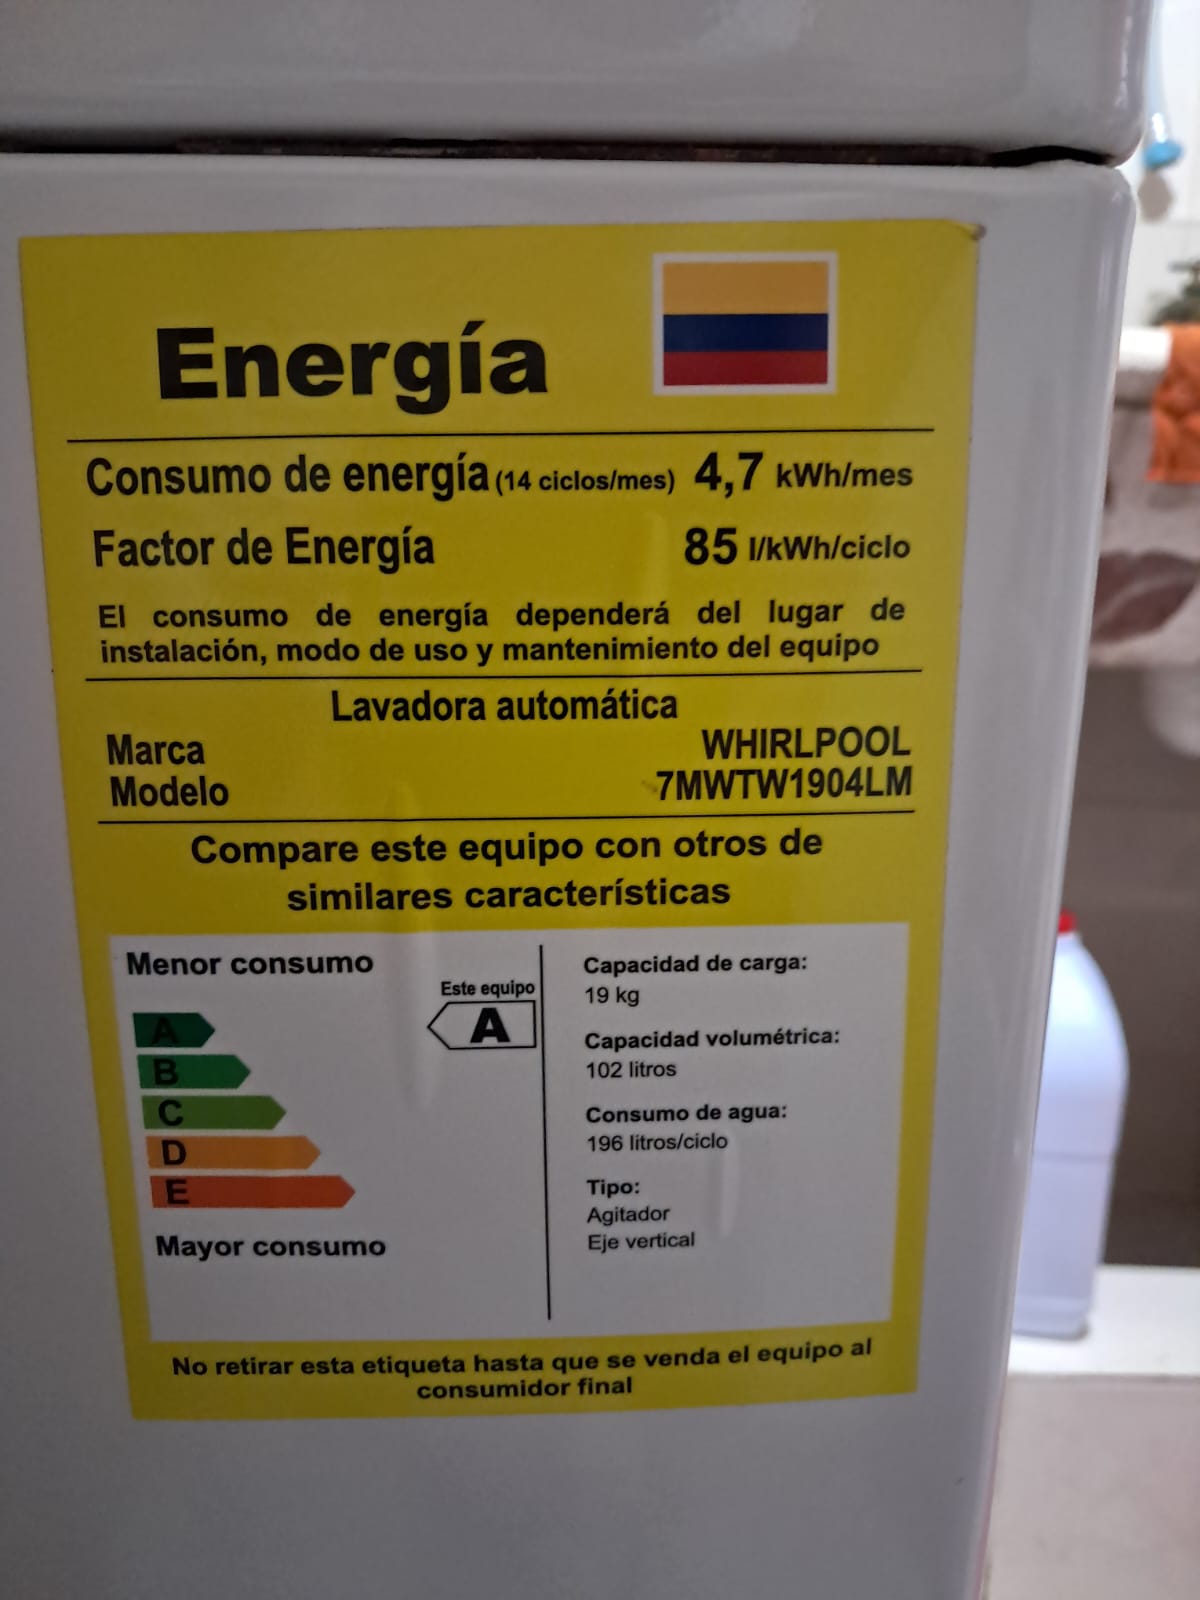 Energía
Consumo de energía (14 ciclos/mes) 4,7 kWh/mes
Factor de Energía 85 l/kWh/ciclo
El consumo de energía dependerá del lugar de
instalación, modo de uso y mantenimiento del equipo
Lavadora automática
Marca WHIRLPOOL
Modelo 7MWTW1904LM
Compare este equipo con otros de
similares características
Menor consumo
Este equipo
A
A
B
C
D
E
Mayor consumo
Capacidad de carga:
19 kg
Capacidad volumétrica:
102 litros
Consumo de agua:
196 litros/ciclo
Tipo:
Agitador
Eje vertical
No retirar esta etiqueta hasta que se venda el equipo al
consumidor final